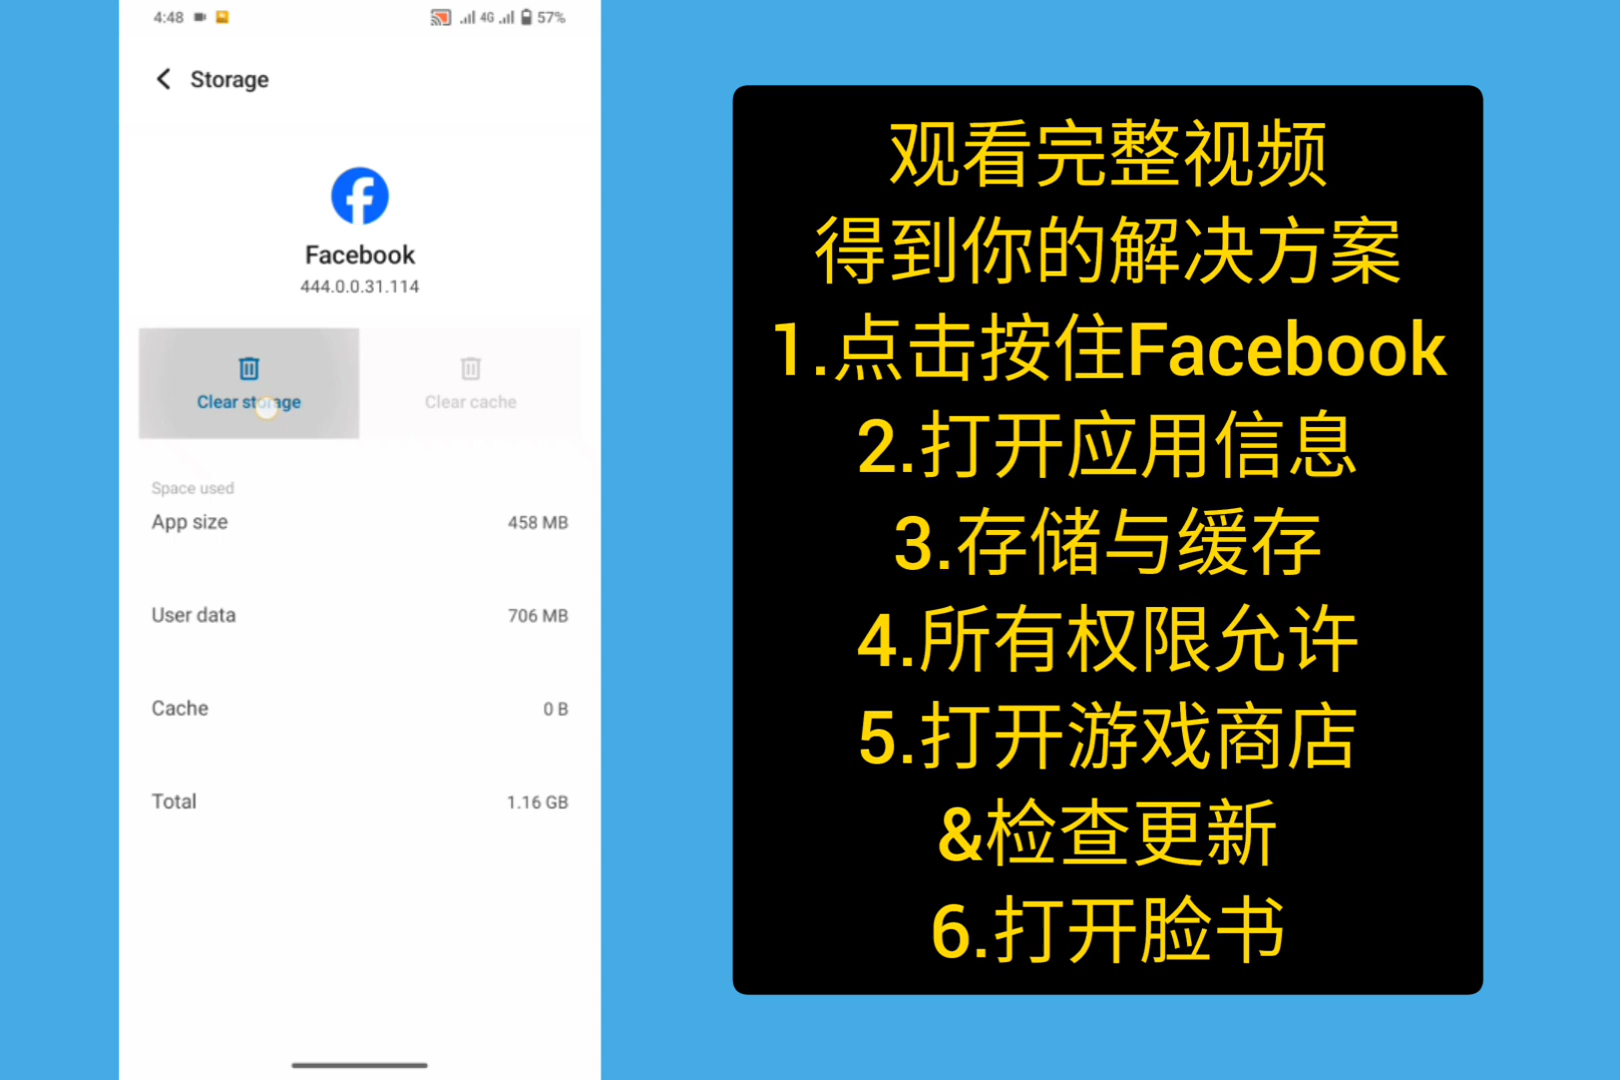 4:48
4G 57%
Storage
Facebook
444.0.0.31.114
Clear storage
Clear cache
Space used
App size 458 MB
User data 706 MB
Cache 0 B
Total 1.16 GB
观看完整视频
得到你的解决方案
1.点击按住Facebook
2.打开应用信息
3.存储与缓存
4.所有权限允许
5.打开游戏商店
&检查更新
6.打开脸书